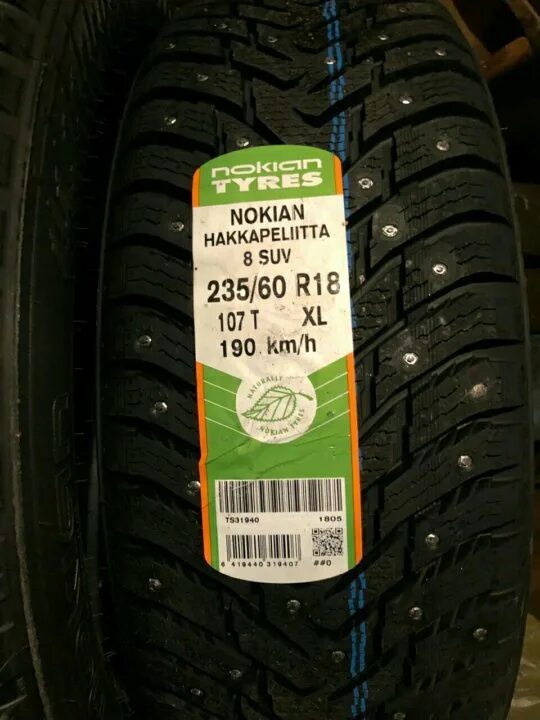 nokian
TYRES
NOKIAN
HAKKAPELIITTA
8 SUV
235/60 R18
107 T XL
190 km/h
NATURALLY
NOKIAN TYRES
TS31940 1805
6 419440 319407
##0